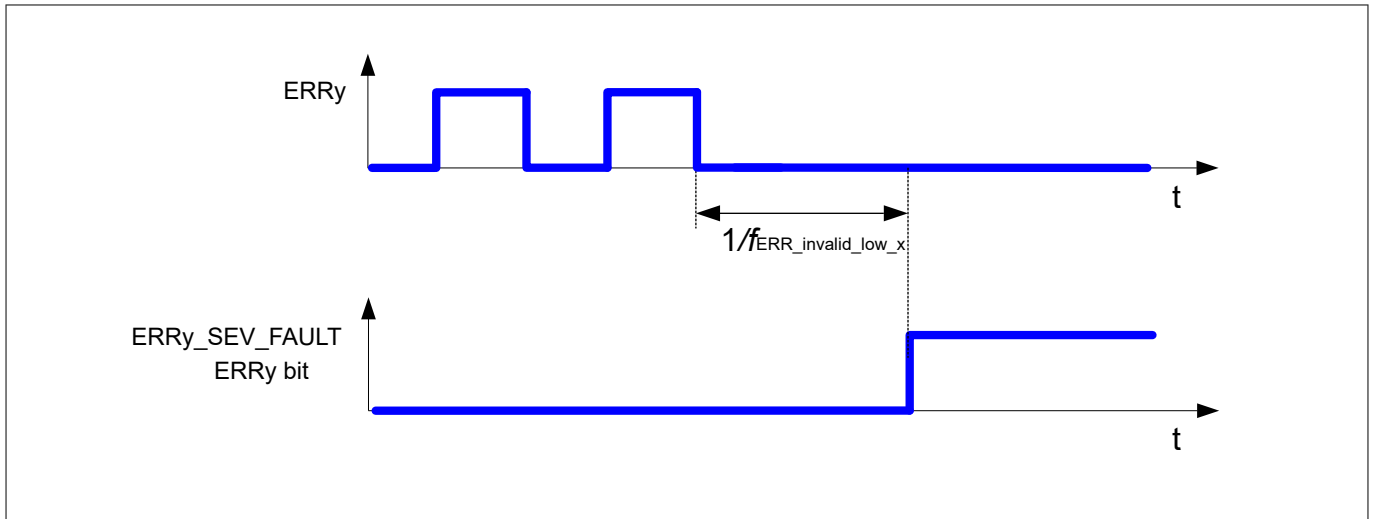 ERRy
t
1/fERR_invalid_low_x
ERRy_SEV_FAULT
ERRy bit
t